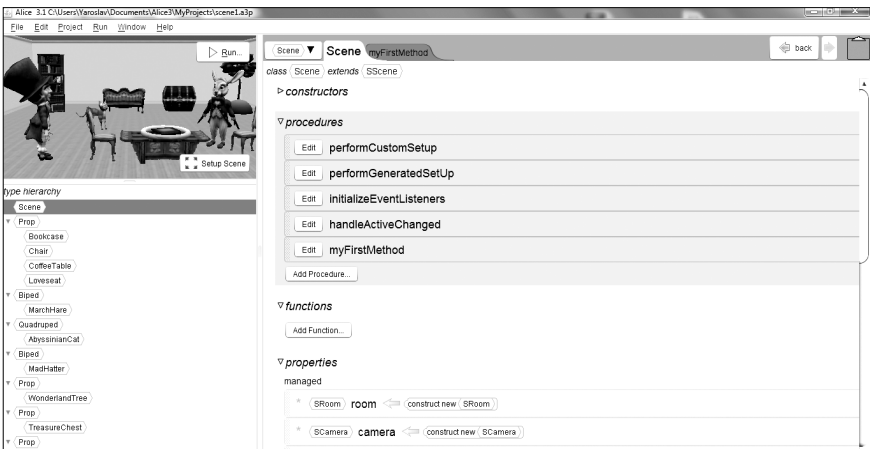 Alice 3.1 C:\Users\Yaroslav\Documents\Alice3\MyProjects\scene1.a3p
File Edit Project Run Window Help
Run...
Setup Scene
type hierarchy
Scene
Prop
Bookcase
Chair
CoffeeTable
Loveseat
Biped
MarchHare
Quadruped
AbyssinianCat
Biped
MadHatter
Prop
WonderlandTree
Prop
TreasureChest
Prop
Scene Scene myFirstMethod back
class Scene extends SScene
constructors
procedures
Edit performCustomSetup
Edit performGeneratedSetUp
Edit initializeEventListeners
Edit handleActiveChanged
Edit myFirstMethod
Add Procedure...
functions
Add Function...
properties
managed
SRoom room construct new SRoom
SCamera camera construct new SCamera